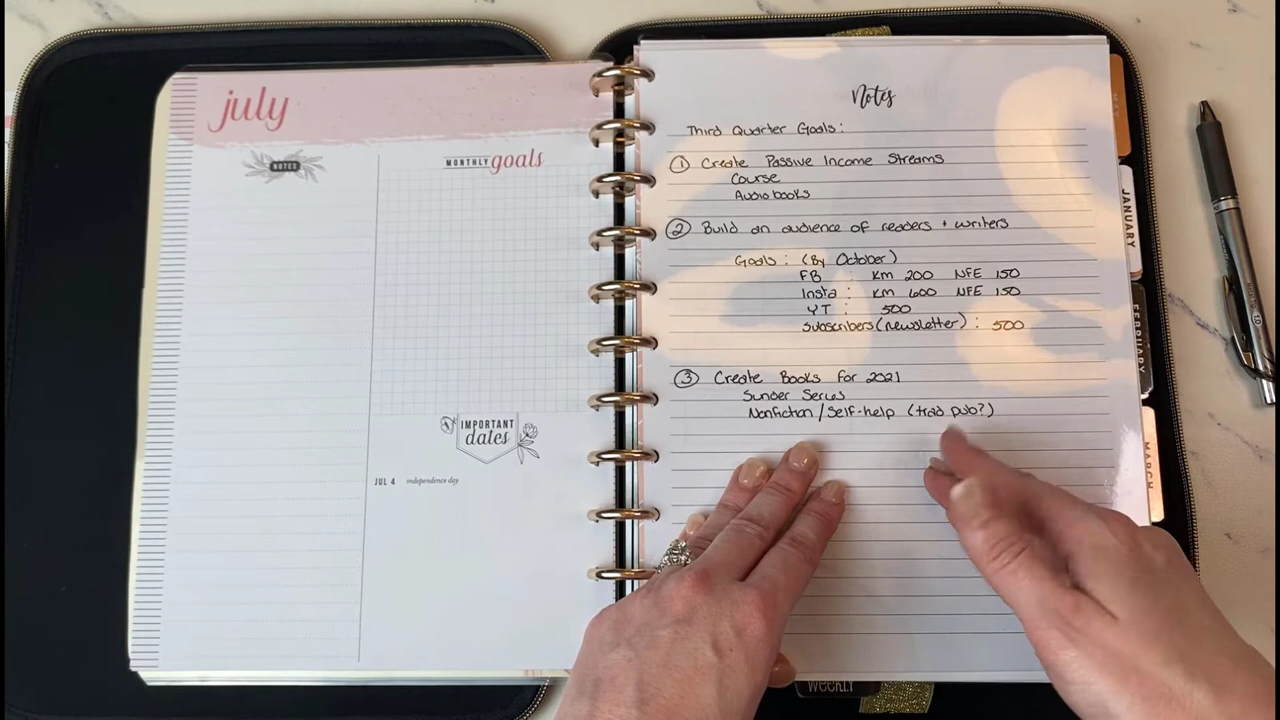 july
NOTES
MONTHLY goals
IMPORTANT
dates
JUL 4 independence day
Notes
Third Quarter Goals:
① Create Passive Income Streams
Course
Audiobooks
② Build an audience of readers + writers
Goals: (By October)
FB : KM 200 NFE 150
Insta : KM 600 NFE 150
YT : 500
Subscribers (newsletter) : 500
③ Create Books for 2021
Sunder Series
Nonfiction / Self-help (trad pub?)
JANUARY
FEBRUARY
MARCH
WEEKLY